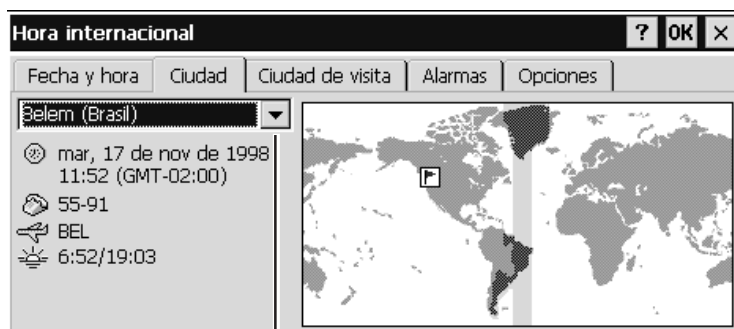 Hora internacional ? OK ×
Fecha y hora Ciudad Ciudad de visita Alarmas Opciones
Belem (Brasil)
mar, 17 de nov de 1998
11:52 (GMT-02:00)
55-91
BEL
6:52/19:03